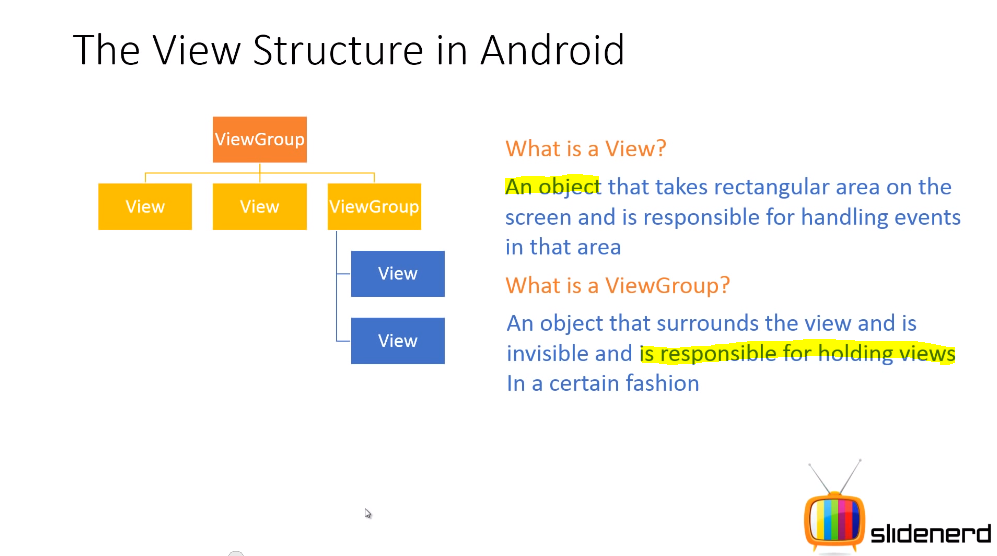 The View Structure in Android
ViewGroup
View
View
ViewGroup
View
View
What is a View?
An object that takes rectangular area on the
screen and is responsible for handling events
in that area
What is a ViewGroup?
An object that surrounds the view and is
invisible and is responsible for holding views
In a certain fashion
slidenerd